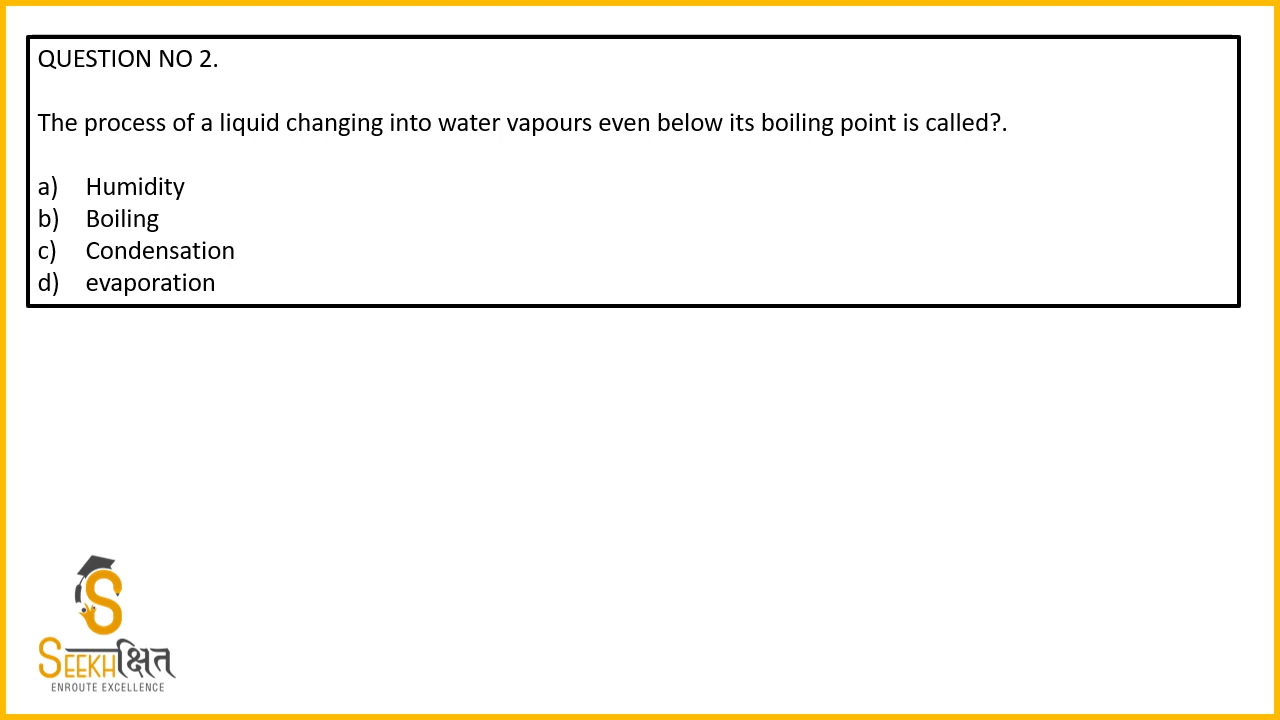 QUESTION NO 2.
The process of a liquid changing into water vapours even below its boiling point is called?.
a) Humidity
b) Boiling
c) Condensation
d) evaporation
S
SEEKHक्षित
ENROUTE EXCELLENCE